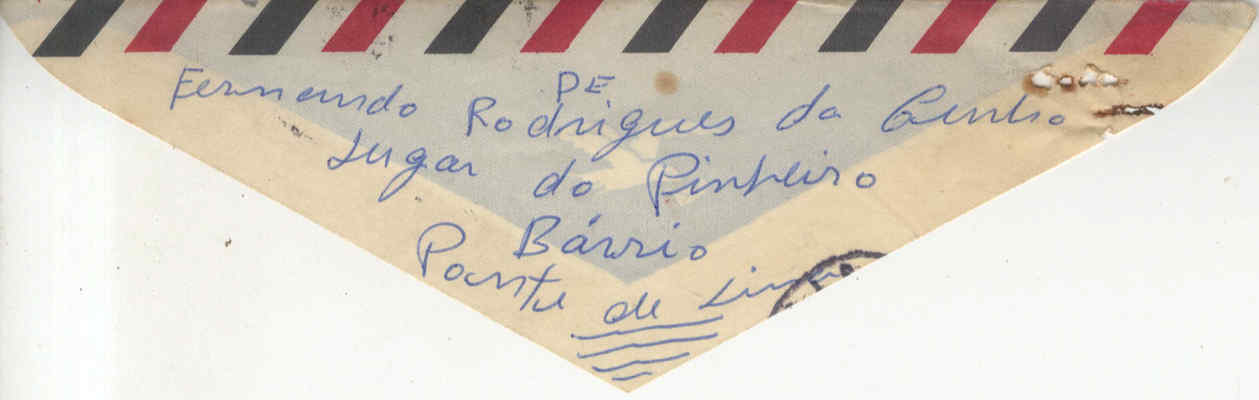 DE
Fernando Rodrigues da Cunha
Lugar do Pinheiro
Bárrio
Ponte de Lima